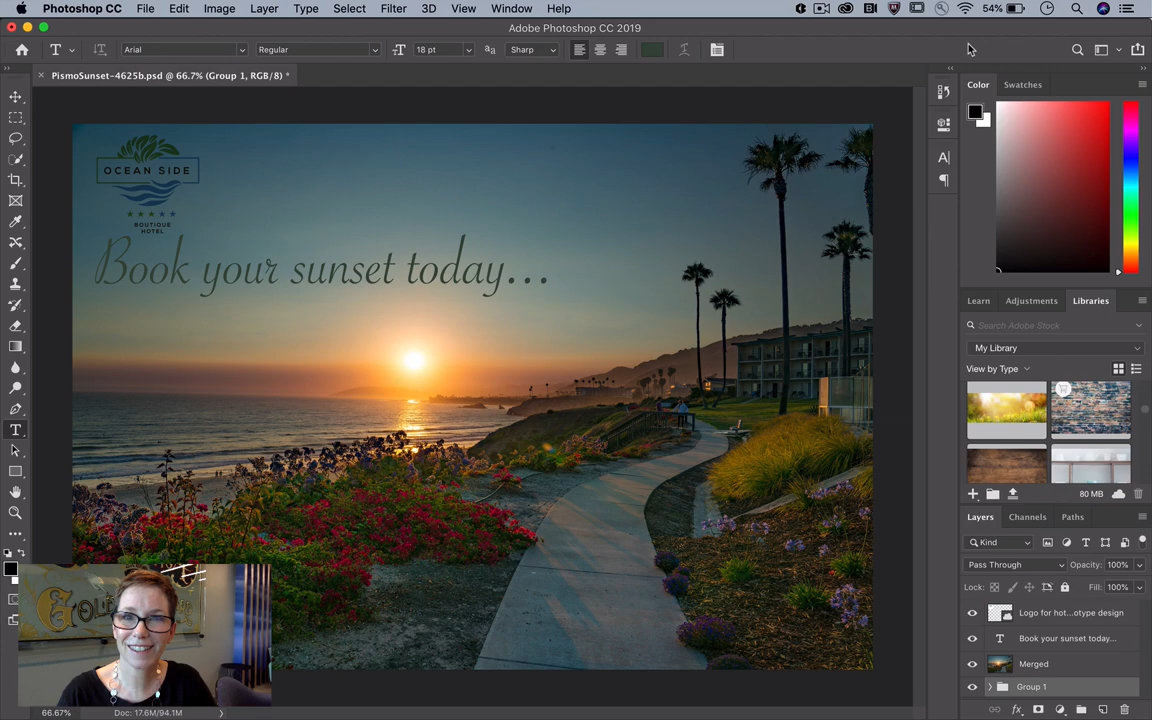 Photoshop CC File Edit Image Layer Type Select Filter 3D View Window Help 54%
Adobe Photoshop CC 2019
T Arial Regular 18 pt Sharp
PismoSunset-4625b.psd @ 66.7% (Group 1, RGB/8) *
OCEAN SIDE
BOUTIQUE
HOTEL
Book your sunset today...
Color Swatches
Learn Adjustments Libraries
Search Adobe Stock
My Library
View by Type
80 MB
Layers Channels Paths
Kind
Pass Through Opacity: 100%
Lock: Fill: 100%
Logo for hot...otype design
T Book your sunset today...
Merged
Group 1
66.67% Doc: 17.6M/94.1M